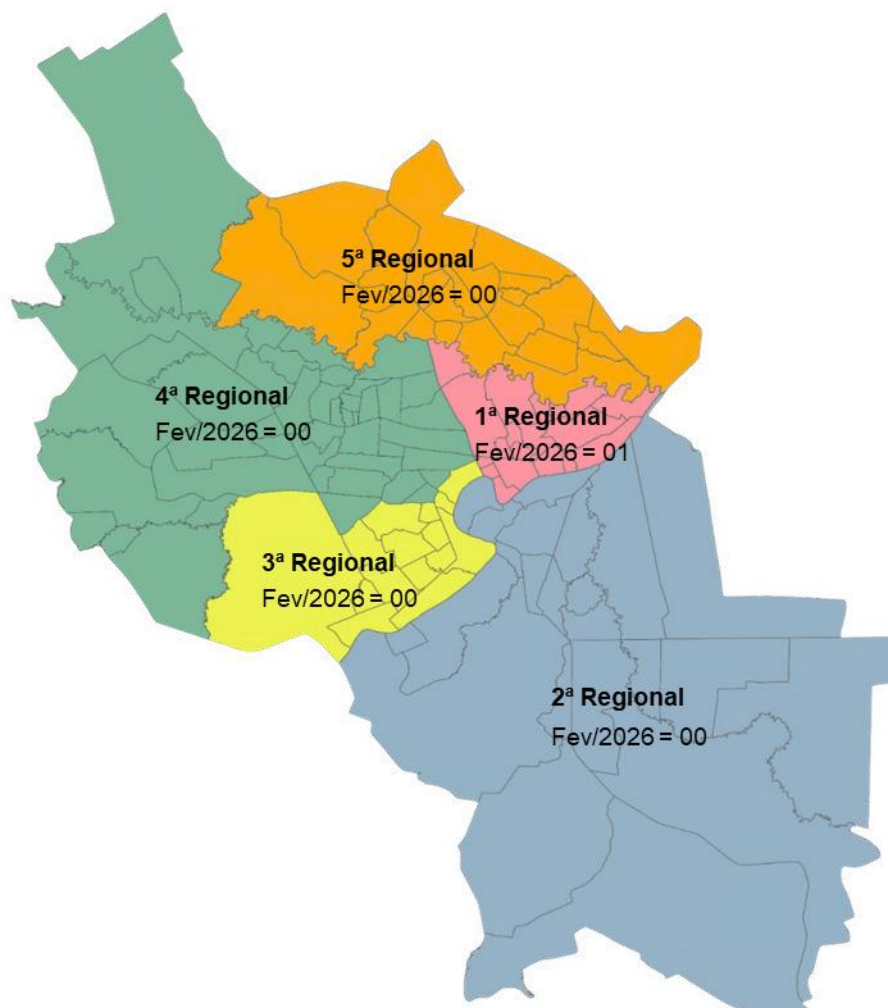 5ª Regional
Fev/2026 = 00
4ª Regional
Fev/2026 = 00
1ª Regional
Fev/2026 = 01
3ª Regional
Fev/2026 = 00
2ª Regional
Fev/2026 = 00